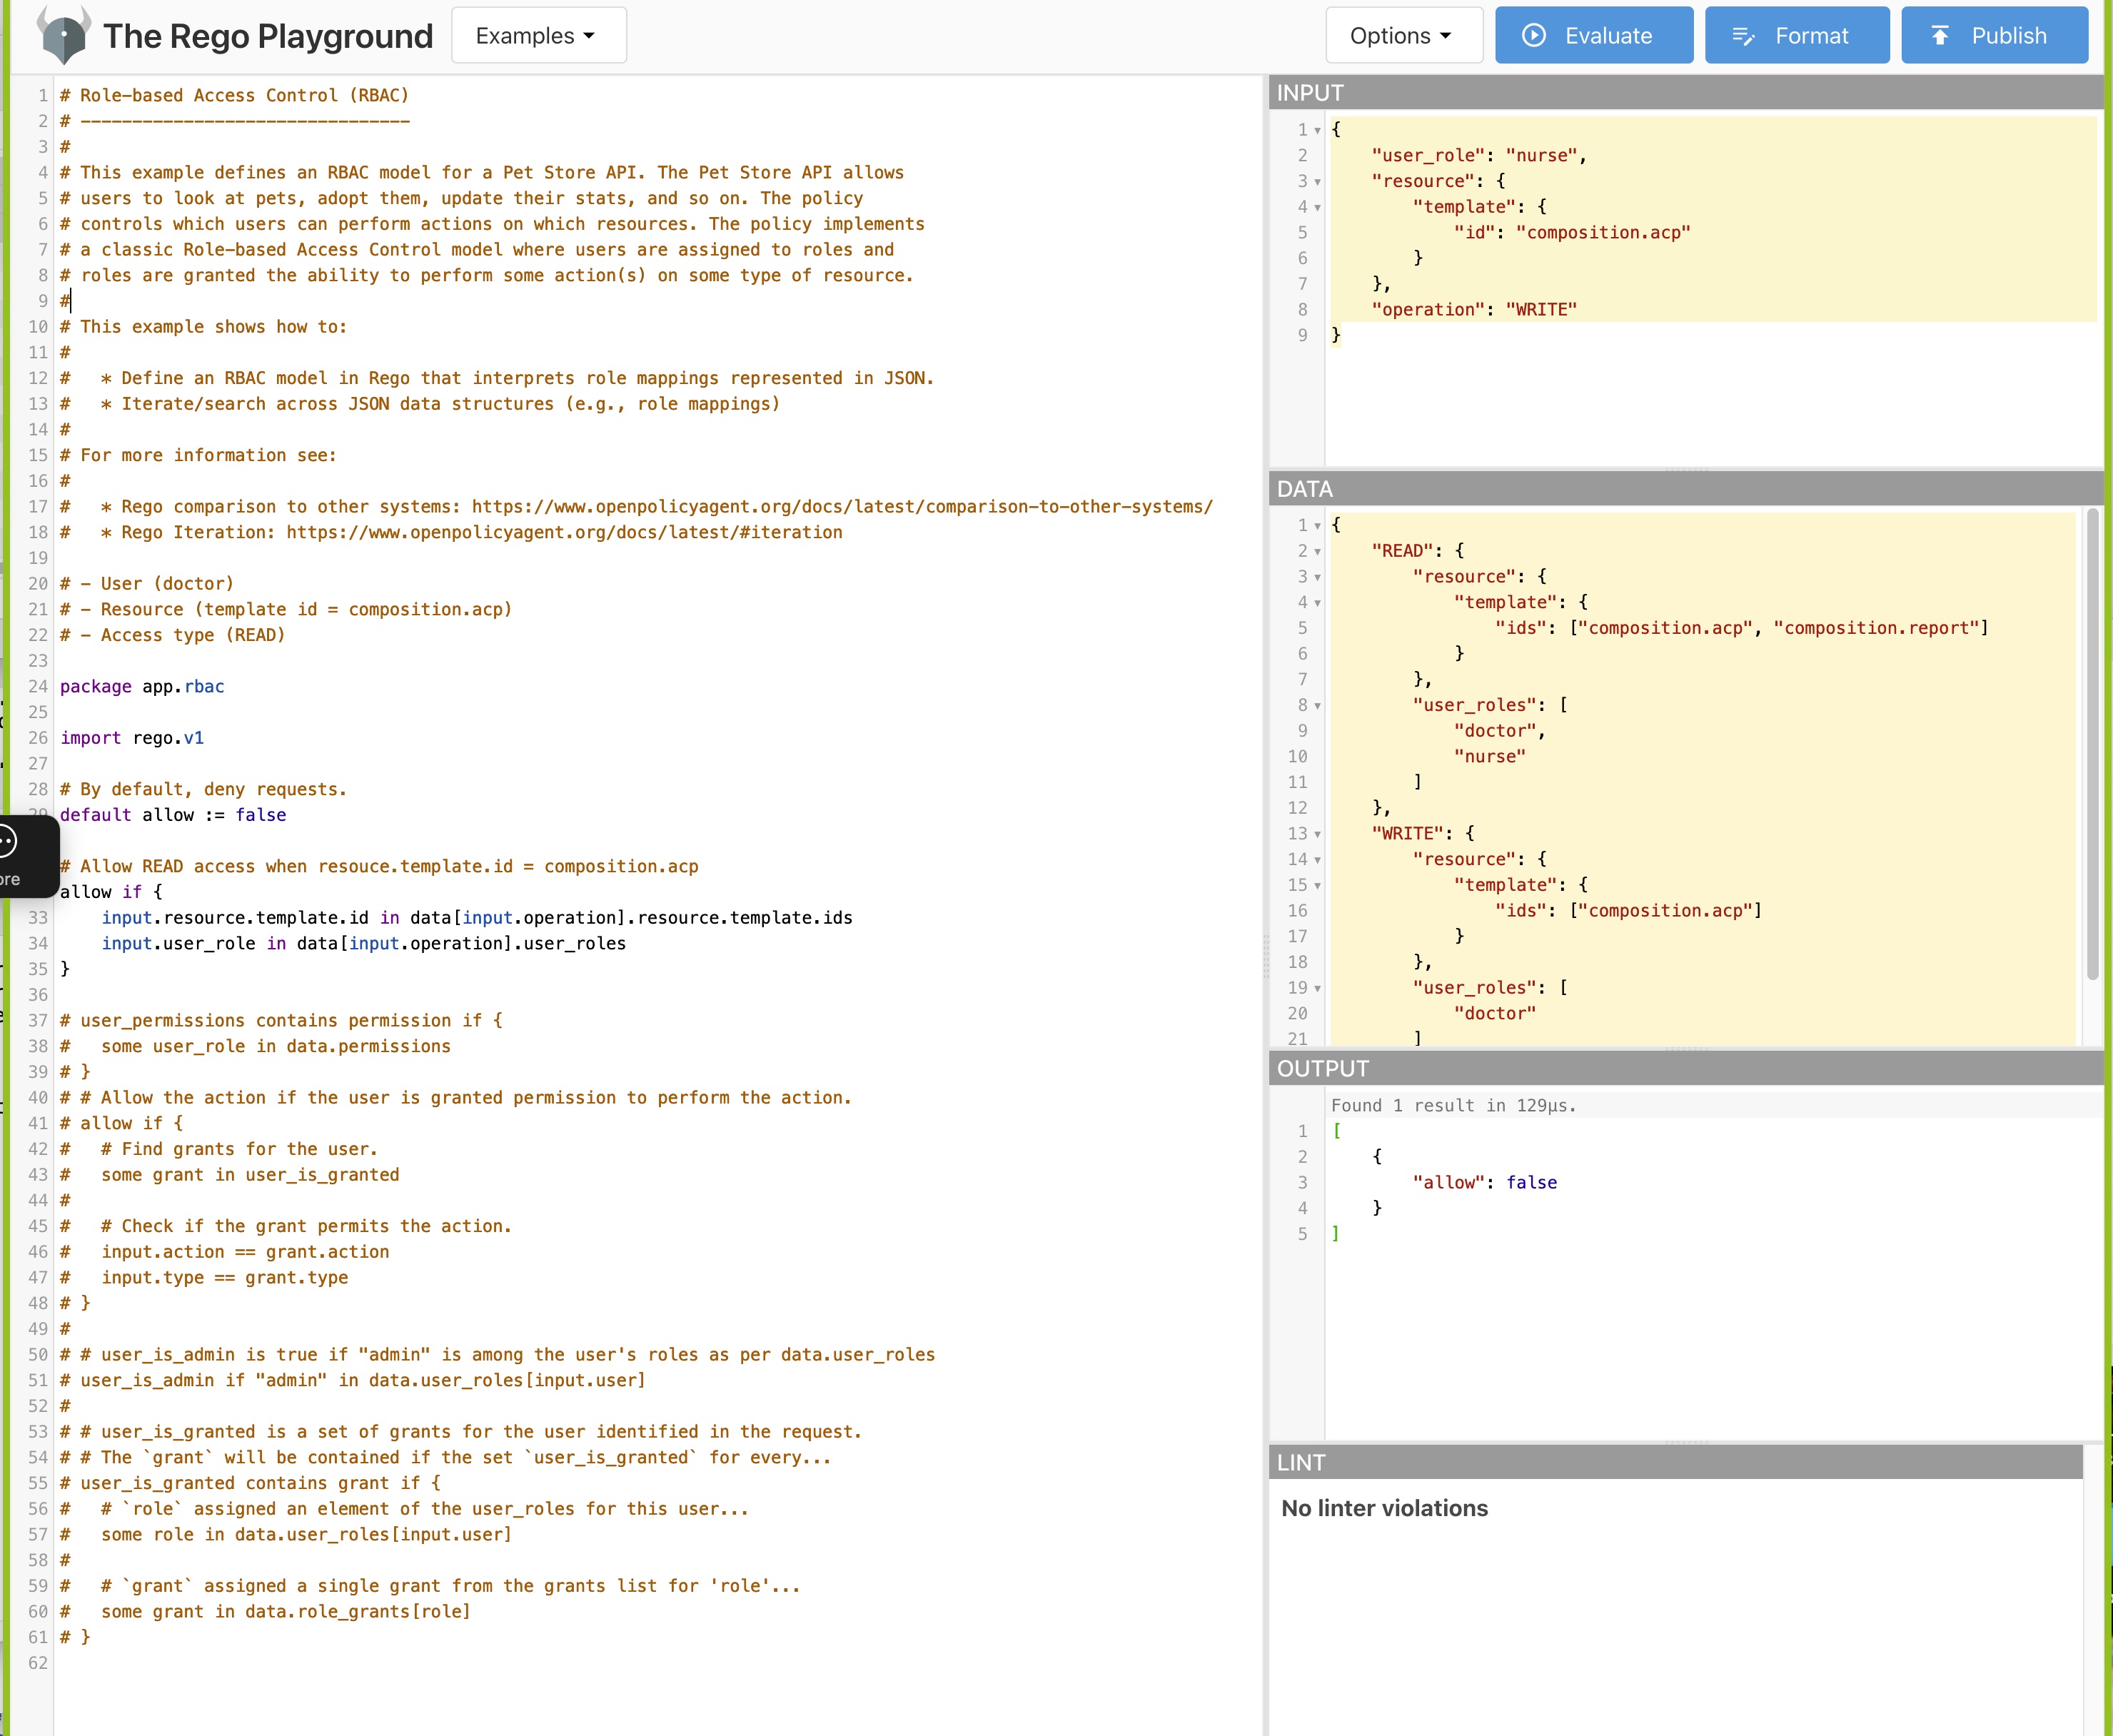 The Rego Playground
Examples
Options
Evaluate
Format
Publish
1 # Role-based Access Control (RBAC)
2 # --------------------------------
3 #
4 # This example defines an RBAC model for a Pet Store API. The Pet Store API allows
5 # users to look at pets, adopt them, update their stats, and so on. The policy
6 # controls which users can perform actions on which resources. The policy implements
7 # a classic Role-based Access Control model where users are assigned to roles and
8 # roles are granted the ability to perform some action(s) on some type of resource.
9 #
10 # This example shows how to:
11 #
12 #   * Define an RBAC model in Rego that interprets role mappings represented in JSON.
13 #   * Iterate/search across JSON data structures (e.g., role mappings)
14 #
15 # For more information see:
16 #
17 #   * Rego comparison to other systems: https://www.openpolicyagent.org/docs/latest/comparison-to-other-systems/
18 #   * Rego Iteration: https://www.openpolicyagent.org/docs/latest/#iteration
19
20 # - User (doctor)
21 # - Resource (template id = composition.acp)
22 # - Access type (READ)
23
24 package app.rbac
25
26 import rego.v1
27
28 # By default, deny requests.
29 default allow := false
# Allow READ access when resouce.template.id = composition.acp
allow if {
33     input.resource.template.id in data[input.operation].resource.template.ids
34     input.user_role in data[input.operation].user_roles
35 }
36
37 # user_permissions contains permission if {
38 #   some user_role in data.permissions
39 # }
40 # # Allow the action if the user is granted permission to perform the action.
41 # allow if {
42 #   # Find grants for the user.
43 #   some grant in user_is_granted
44 #
45 #   # Check if the grant permits the action.
46 #   input.action == grant.action
47 #   input.type == grant.type
48 # }
49 #
50 # # user_is_admin is true if "admin" is among the user's roles as per data.user_roles
51 # user_is_admin if "admin" in data.user_roles[input.user]
52 #
53 # # user_is_granted is a set of grants for the user identified in the request.
54 # # The `grant` will be contained if the set `user_is_granted` for every...
55 # user_is_granted contains grant if {
56 #   # `role` assigned an element of the user_roles for this user...
57 #   some role in data.user_roles[input.user]
58 #
59 #   # `grant` assigned a single grant from the grants list for 'role'...
60 #   some grant in data.role_grants[role]
61 # }
62
INPUT
1 {
2     "user_role": "nurse",
3     "resource": {
4         "template": {
5             "id": "composition.acp"
6         }
7     },
8     "operation": "WRITE"
9 }
DATA
1 {
2     "READ": {
3         "resource": {
4             "template": {
5                 "ids": ["composition.acp", "composition.report"]
6             }
7         },
8         "user_roles": [
9             "doctor",
10             "nurse"
11         ]
12     },
13     "WRITE": {
14         "resource": {
15             "template": {
16                 "ids": ["composition.acp"]
17             }
18         },
19         "user_roles": [
20             "doctor"
21         ]
OUTPUT
Found 1 result in 129µs.
1 [
2     {
3         "allow": false
4     }
5 ]
LINT
No linter violations